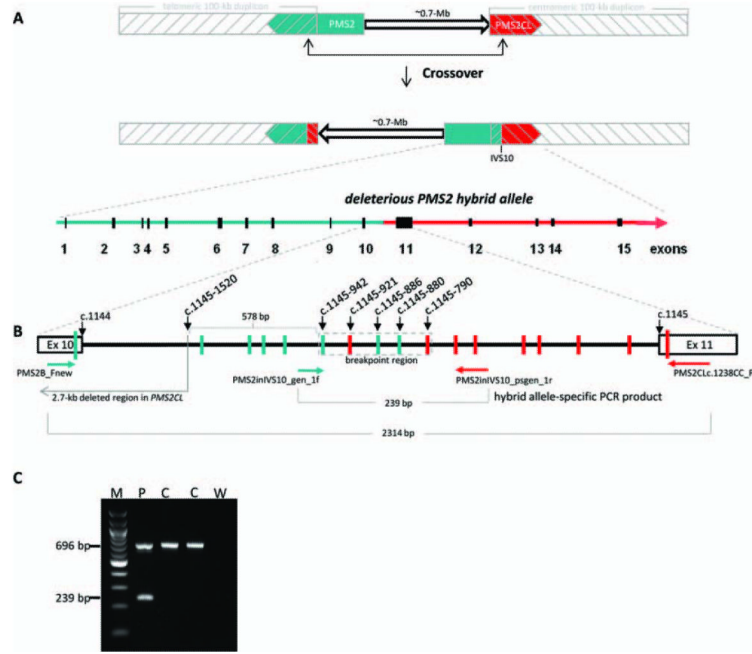 A
telomeric 100-kb duplicon
PMS2
~0.7-Mb
PMS2CL
centromeric 100-kb duplicon
Crossover
~0.7-Mb
IVS10
deleterious PMS2 hybrid allele
1 2 3 4 5 6 7 8 9 10 11 12 13 14 15 exons
B
c.1144
c.1145-1520
c.1145-942
c.1145-921
c.1145-886
c.1145-880
c.1145-790
c.1145
578 bp
Ex 10
Ex 11
breakpoint region
PMS2B_Fnew
PMS2inIVS10_gen_1f
PMS2inIVS10_psgen_1r
PMS2CLc.1238CC_R
2.7-kb deleted region in PMS2CL
239 bp
hybrid allele-specific PCR product
2314 bp
C
M P C C W
696 bp
239 bp